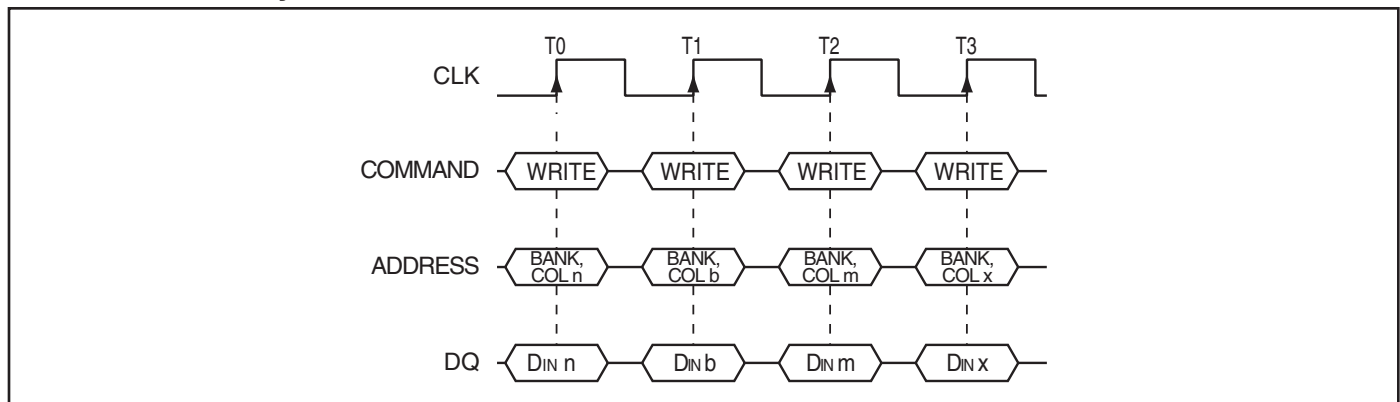 T0 T1 T2 T3
CLK
COMMAND WRITE WRITE WRITE WRITE
ADDRESS BANK, COL n BANK, COL b BANK, COL m BANK, COL x
DQ DIN n DIN b DIN m DIN x